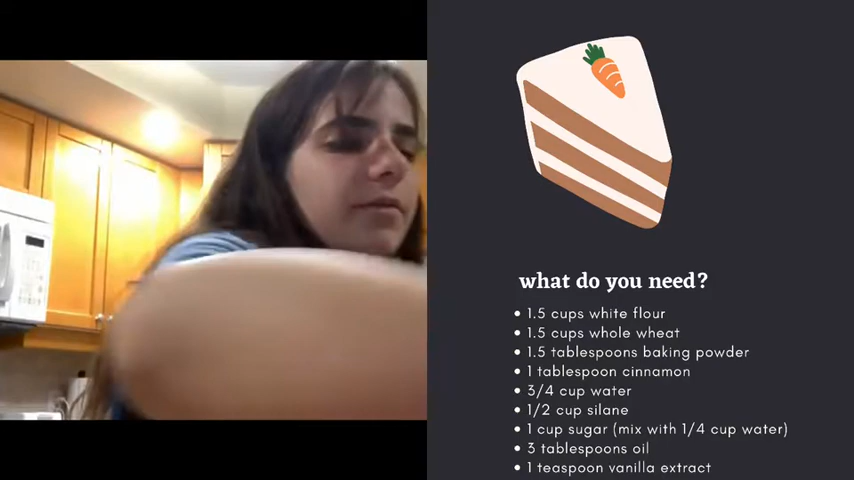 what do you need?
1.5 cups white flour
1.5 cups whole wheat
1.5 tablespoons baking powder
1 tablespoon cinnamon
3/4 cup water
1/2 cup silane
1 cup sugar (mix with 1/4 cup water)
3 tablespoons oil
1 teaspoon vanilla extract